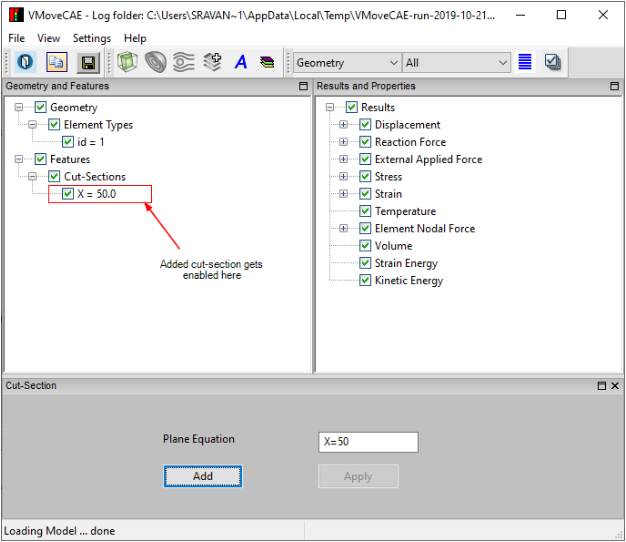 VMoveCAE - Log folder: C:\Users\SRAVAN~1\AppData\Local\Temp\VMoveCAE-run-2019-10-21...
File View Settings Help
A Geometry All
Geometry and Features
Geometry
Element Types
id = 1
Features
Cut-Sections
X = 50.0
Added cut-section gets
enabled here
Results and Properties
Results
Displacement
Reaction Force
External Applied Force
Stress
Strain
Temperature
Element Nodal Force
Volume
Strain Energy
Kinetic Energy
Cut-Section
Plane Equation X=50
Add Apply
Loading Model ... done